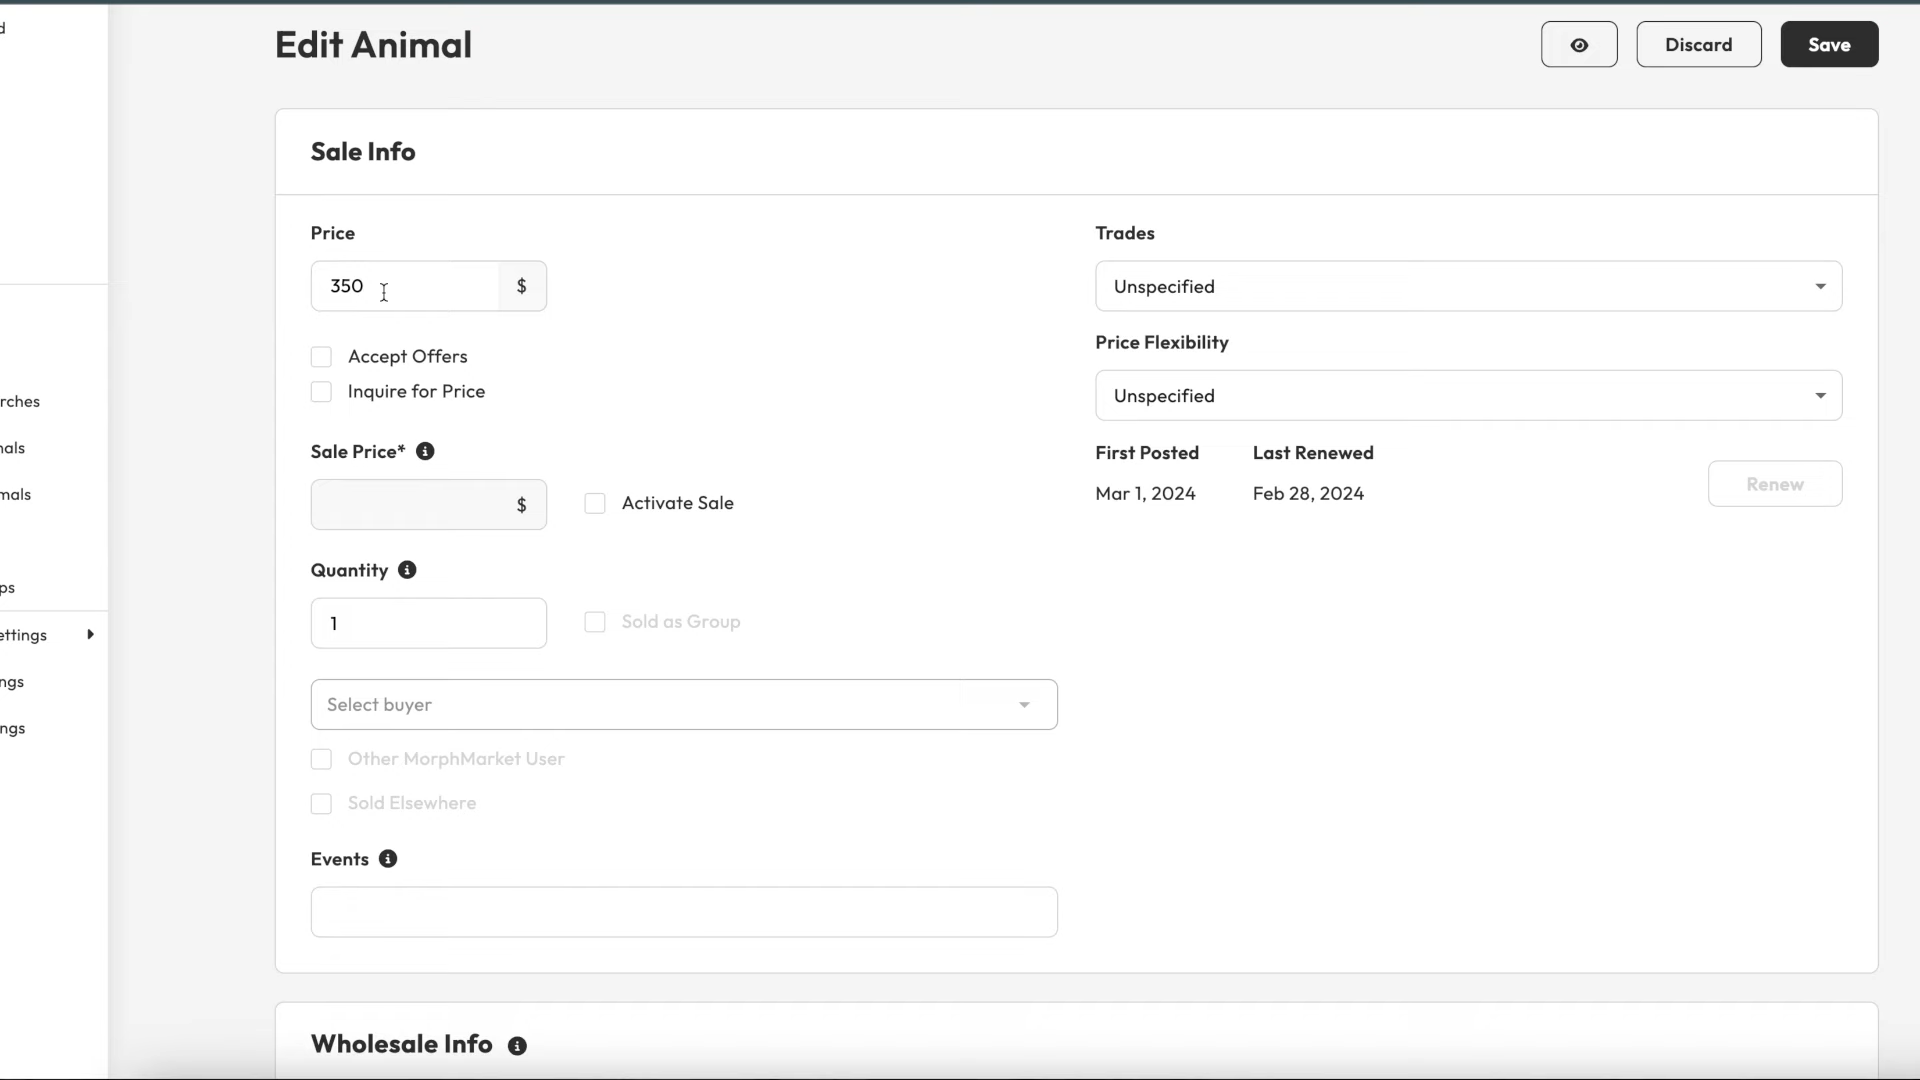 d
Edit Animal
Discard
Save
Sale Info
Price
350
$
Accept Offers
Inquire for Price
Sale Price*
$
Activate Sale
Quantity
1
Sold as Group
Select buyer
Other MorphMarket User
Sold Elsewhere
Events
Trades
Unspecified
Price Flexibility
Unspecified
First Posted
Last Renewed
Mar 1, 2024
Feb 28, 2024
Renew
Wholesale Info
rches
nals
mals
ps
ettings
ngs
ngs